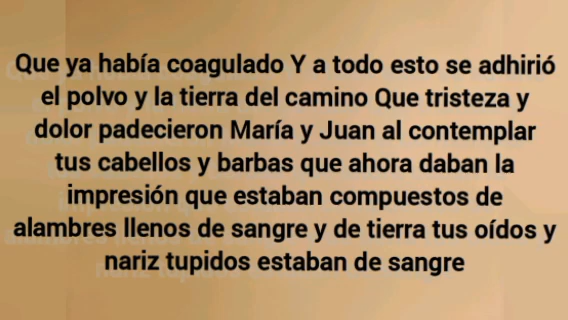 Que ya había coagulado Y a todo esto se adhirió
el polvo y la tierra del camino Que tristeza y
dolor padecieron María y Juan al contemplar
tus cabellos y barbas que ahora daban la
impresión que estaban compuestos de
alambres llenos de sangre y de tierra tus oídos y
nariz tupidos estaban de sangre